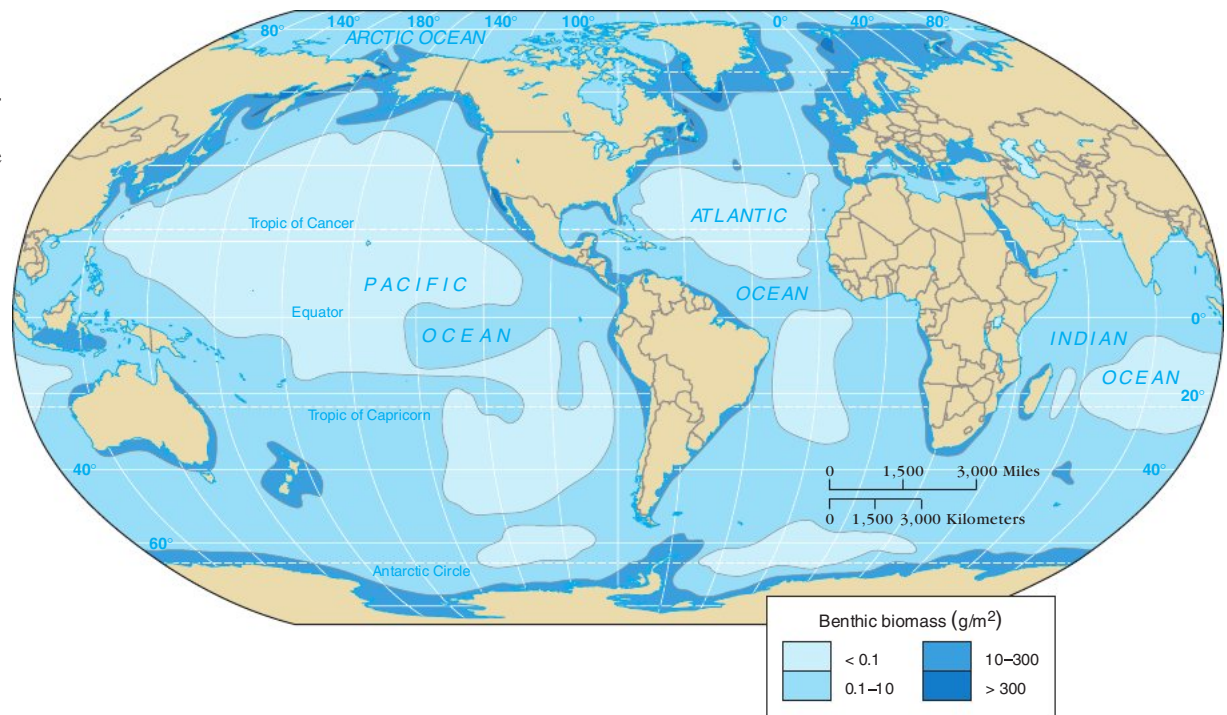 80° 140° 180° 140° 100° 0° 40° 80°
ARCTIC OCEAN
Tropic of Cancer
ATLANTIC
PACIFIC
OCEAN
Equator
0°
OCEAN
INDIAN
OCEAN
20°
Tropic of Capricorn
40°
40°
0 1,500 3,000 Miles
0 1,500 3,000 Kilometers
60°
Antarctic Circle
Benthic biomass (g/m²)
< 0.1 10–300
0.1–10 > 300